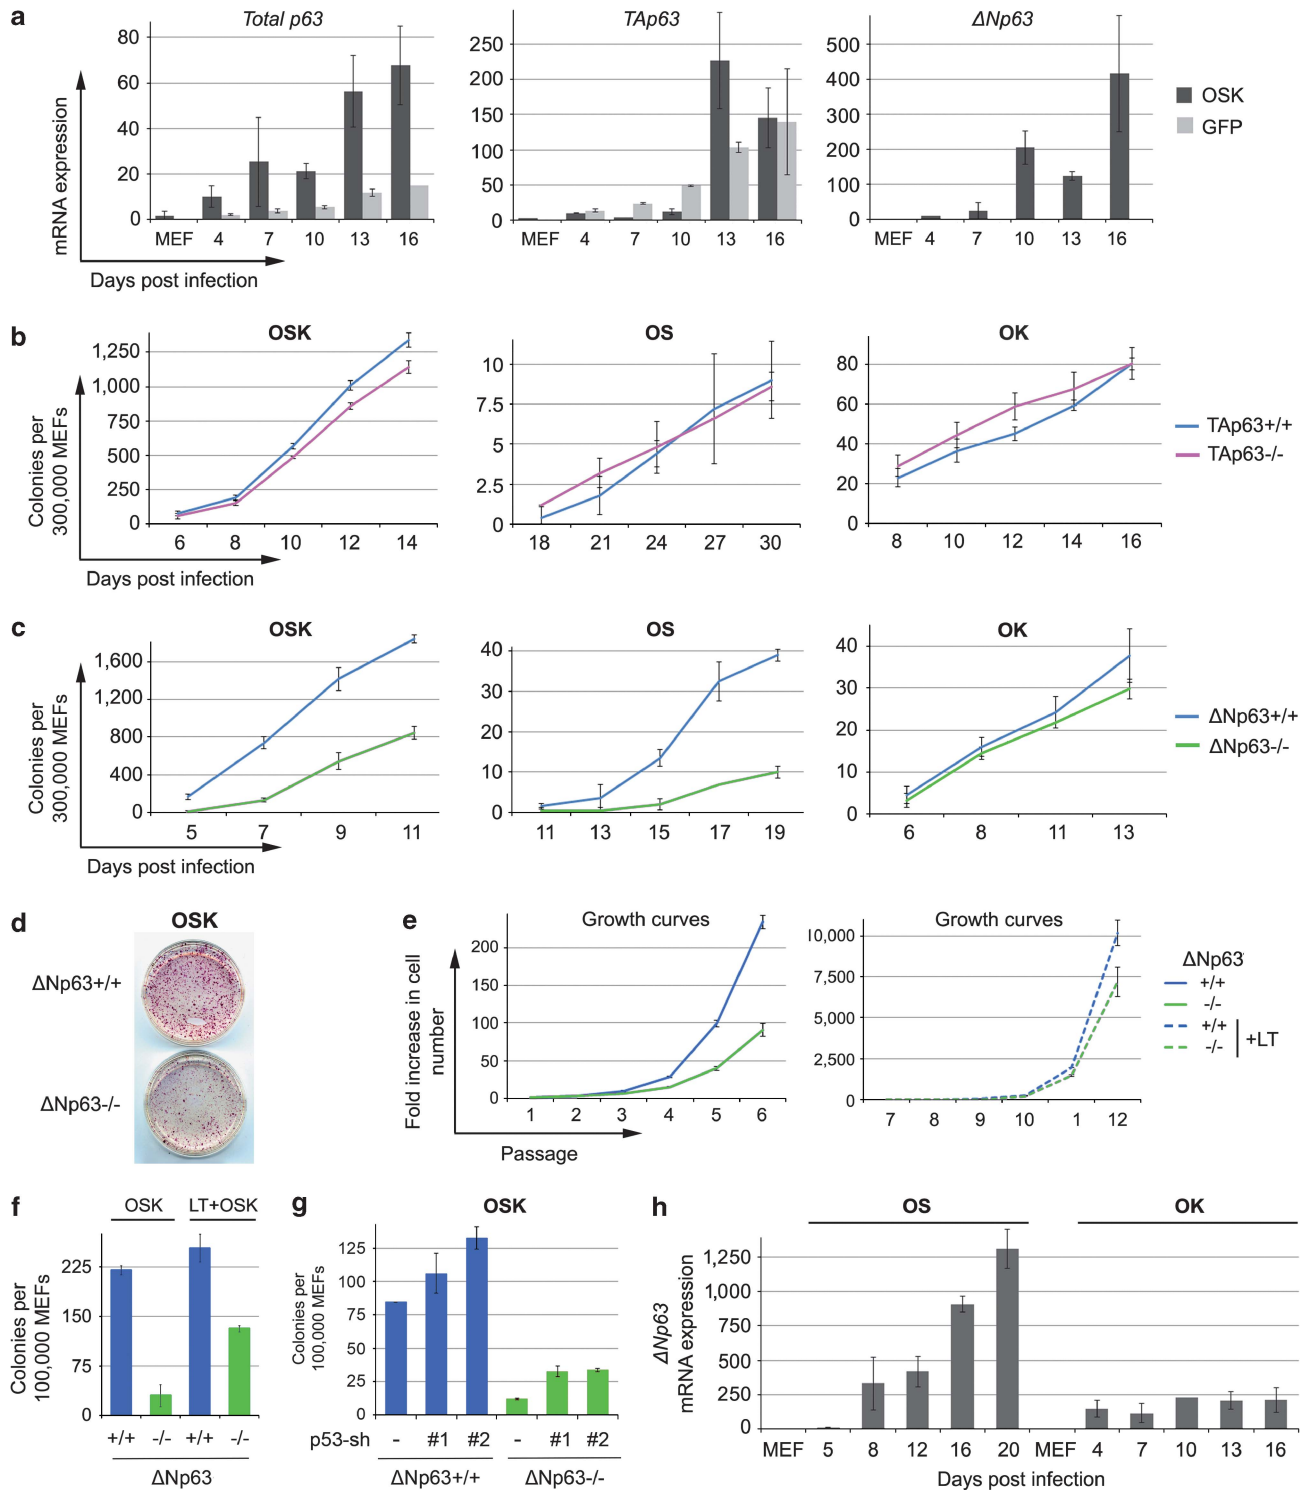 a
Total p63
TAp63
ΔNp63
80
60
40
20
0
250
200
150
100
50
0
500
400
300
200
100
0
OSK
GFP
mRNA expression
MEF 4 7 10 13 16
MEF 4 7 10 13 16
MEF 4 7 10 13 16
Days post infection
b
OSK
OS
OK
1,250
1,000
750
500
250
0
10
7.5
5
2.5
0
80
60
40
20
0
TAp63+/+
TAp63-/-
Colonies per
300,000 MEFs
6 8 10 12 14
18 21 24 27 30
8 10 12 14 16
Days post infection
c
OSK
OS
OK
1,600
1,200
800
400
0
40
30
20
10
0
40
30
20
10
0
ΔNp63+/+
ΔNp63-/-
Colonies per
300,000 MEFs
5 7 9 11
11 13 15 17 19
6 8 11 13
Days post infection
d
OSK
ΔNp63+/+
ΔNp63-/-
e
Growth curves
Growth curves
200
150
100
50
0
10,000
7,500
5,000
2,500
0
ΔNp63
+/+
-/-
+/+
-/-
+LT
Fold increase in cell
number
1 2 3 4 5 6
7 8 9 10 1 12
Passage
f
OSK LT+OSK
225
150
75
0
Colonies per
100,000 MEFs
+/+ -/- +/+ -/-
ΔNp63
g
OSK
125
100
75
50
25
0
Colonies per
100,000 MEFs
p53-sh - #1 #2 - #1 #2
ΔNp63+/+ ΔNp63-/-
h
OS
OK
1,250
1,000
750
500
250
0
ΔNp63
mRNA expression
MEF 5 8 12 16 20 MEF 4 7 10 13 16
Days post infection